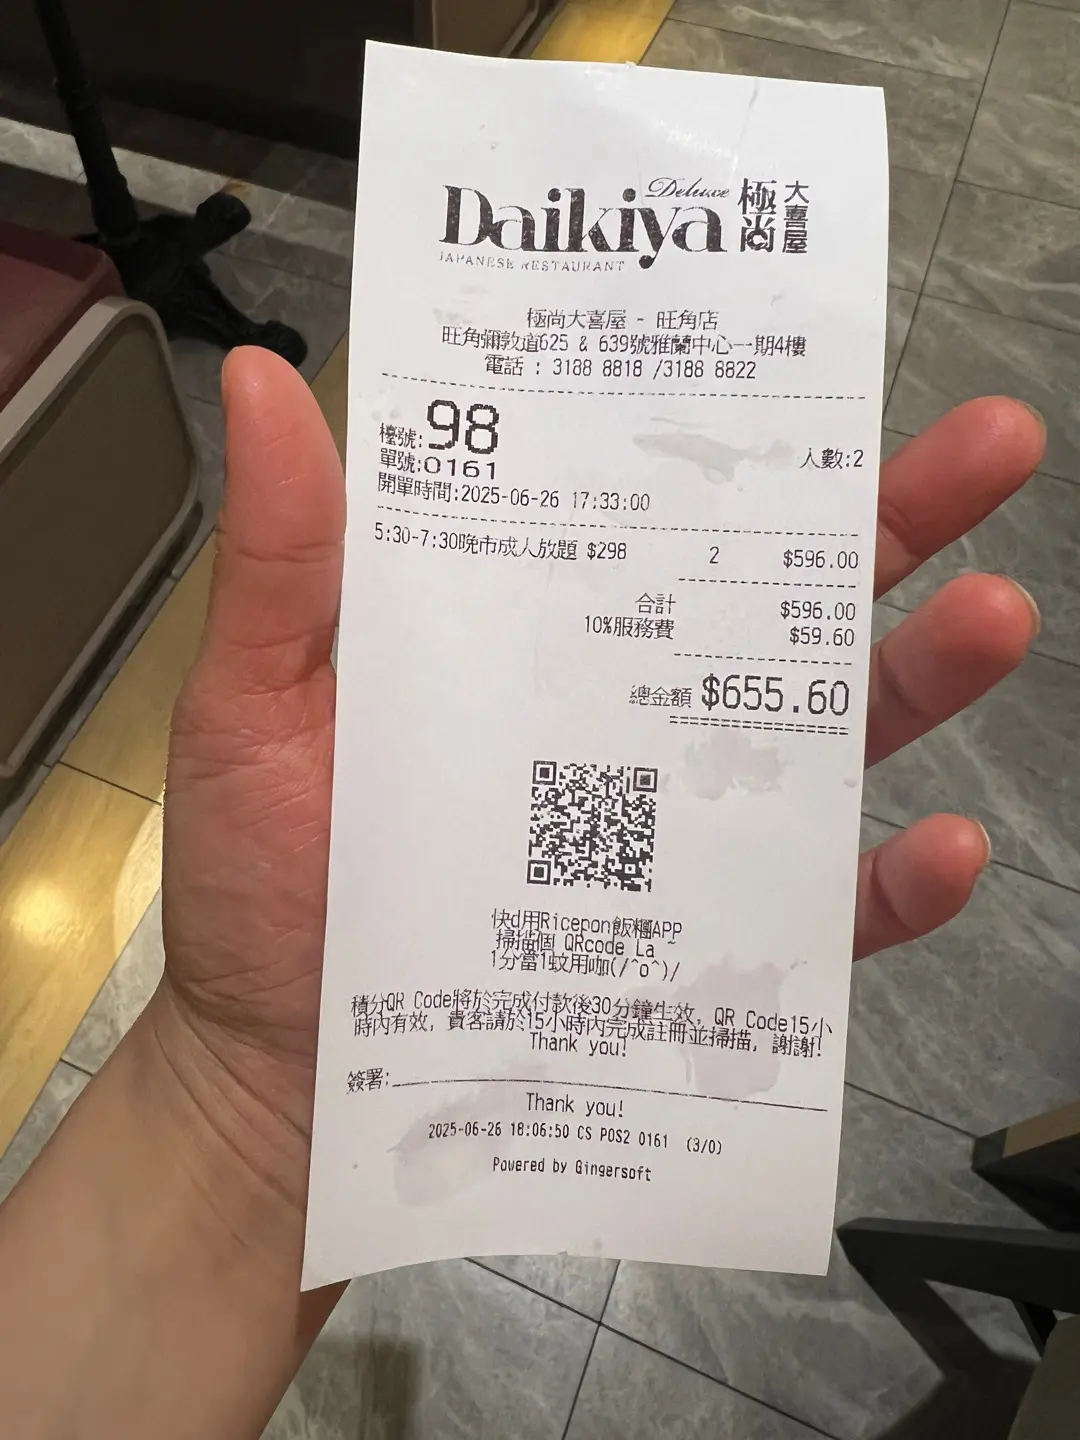 Deluxe
Daikiya 極尚 大喜屋
JAPANESE RESTAURANT
極尚大喜屋 - 旺角店
旺角彌敦道625 & 639號雅蘭中心一期4樓
電話 : 3188 8818 /3188 8822
檯號:98
單號:0161 人數:2
開單時間:2025-06-26 17:33:00
5:30-7:30晚市成人放題 $298 2 $596.00
合計 $596.00
10%服務費 $59.60
總金額 $655.60
快d用Ricepon飯糰APP
掃描個 QRcode La ~
1分當1蚊用咖(/^o^)/
積分QR Code將於完成付款後30分鐘生效, QR Code15小
時內有效, 貴客請於15小時內完成註冊並掃描, 謝謝!
Thank you!
簽署:
Thank you!
2025-06-26 18:06:50 CS POS2 0161 (3/0)
Powered by Gingersoft